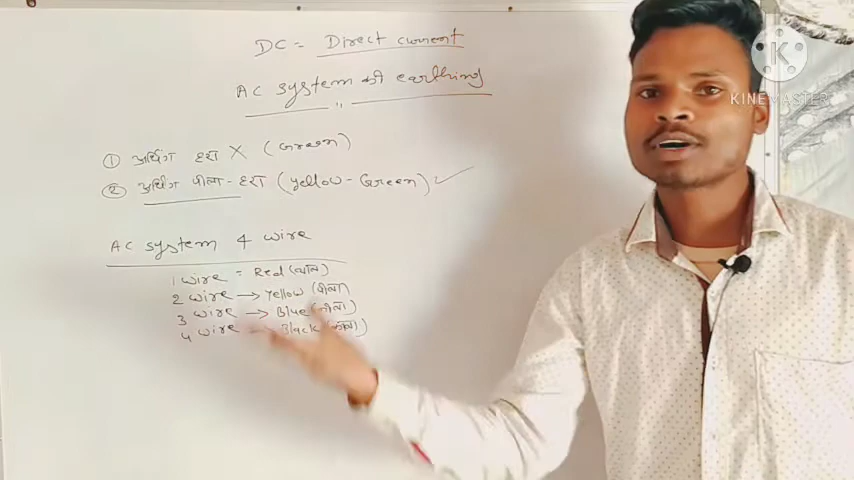 DC = Direct current
AC system की earthing
① अर्थिंग हरा X (Green)
② अर्थिंग पीला - हरा (Yellow - Green) ✓
AC system 4 wire
1 wire = Red (लाल)
2 wire → Yellow (पीला)
3 wire → Blue (नीला)
4 wire → Black (काला)
K
KINEMASTER